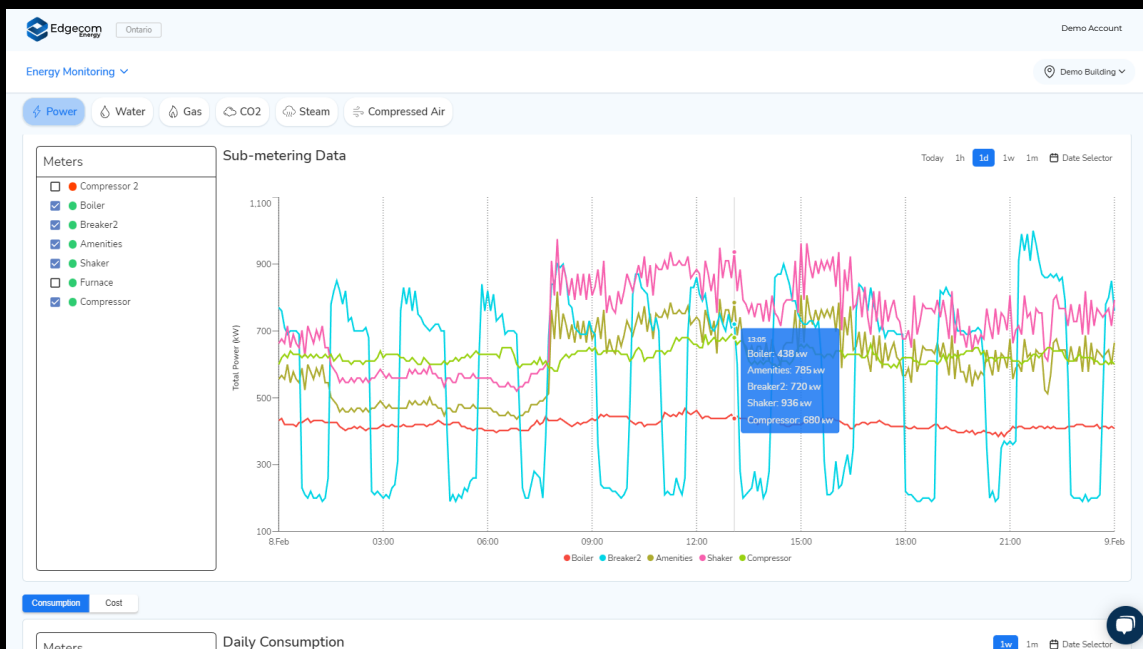 Edgecom
Energy
Ontario
Demo Account
Energy Monitoring
Demo Building
Power
Water
Gas
CO2
Steam
Compressed Air
Meters
Compressor 2
Boiler
Breaker2
Amenities
Shaker
Furnace
Compressor
Sub-metering Data
Today 1h 1d 1w 1m Date Selector
Total Power (kW)
1,100
900
700
500
300
100
13:05
Boiler: 438 kW
Amenities: 785 kW
Breaker2: 720 kW
Shaker: 936 kW
Compressor: 680 kW
8.Feb 03:00 06:00 09:00 12:00 15:00 18:00 21:00 9.Feb
Boiler Breaker2 Amenities Shaker Compressor
Consumption Cost
Meters
Daily Consumption
1w 1m Date Selector